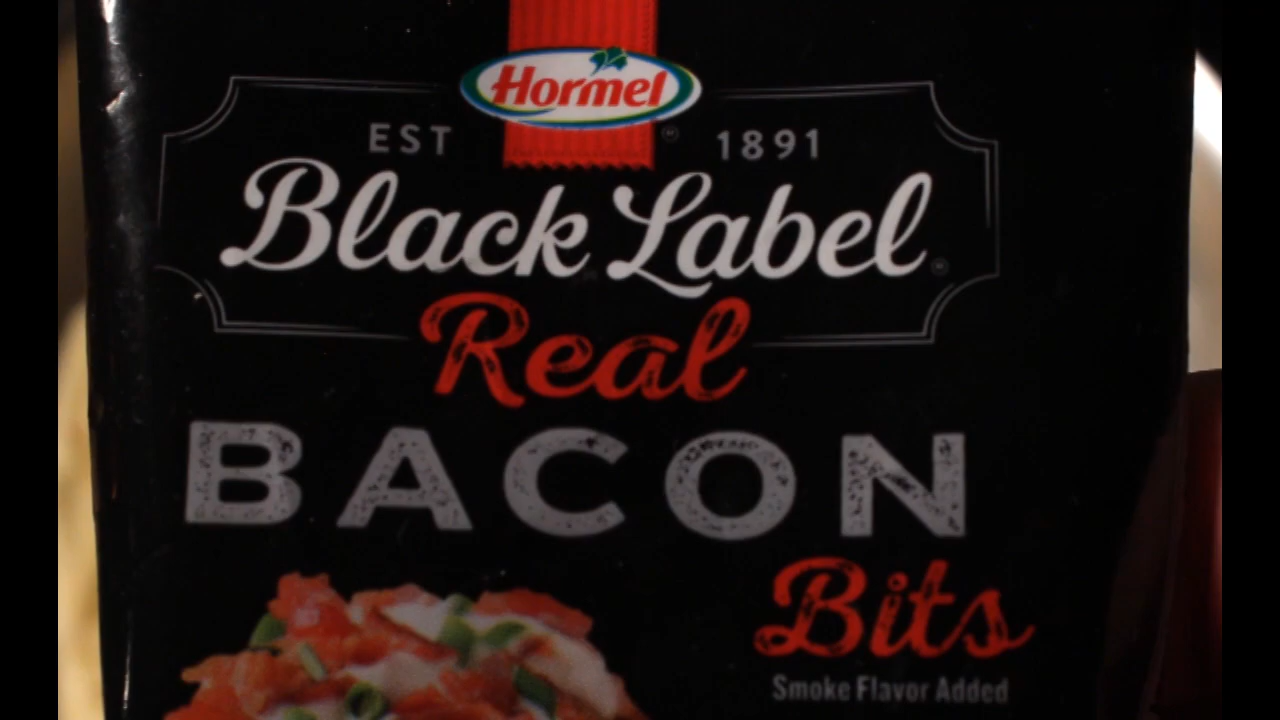 Hormel
EST ® 1891
Black Label®
Real
BACON
Bits
Smoke Flavor Added